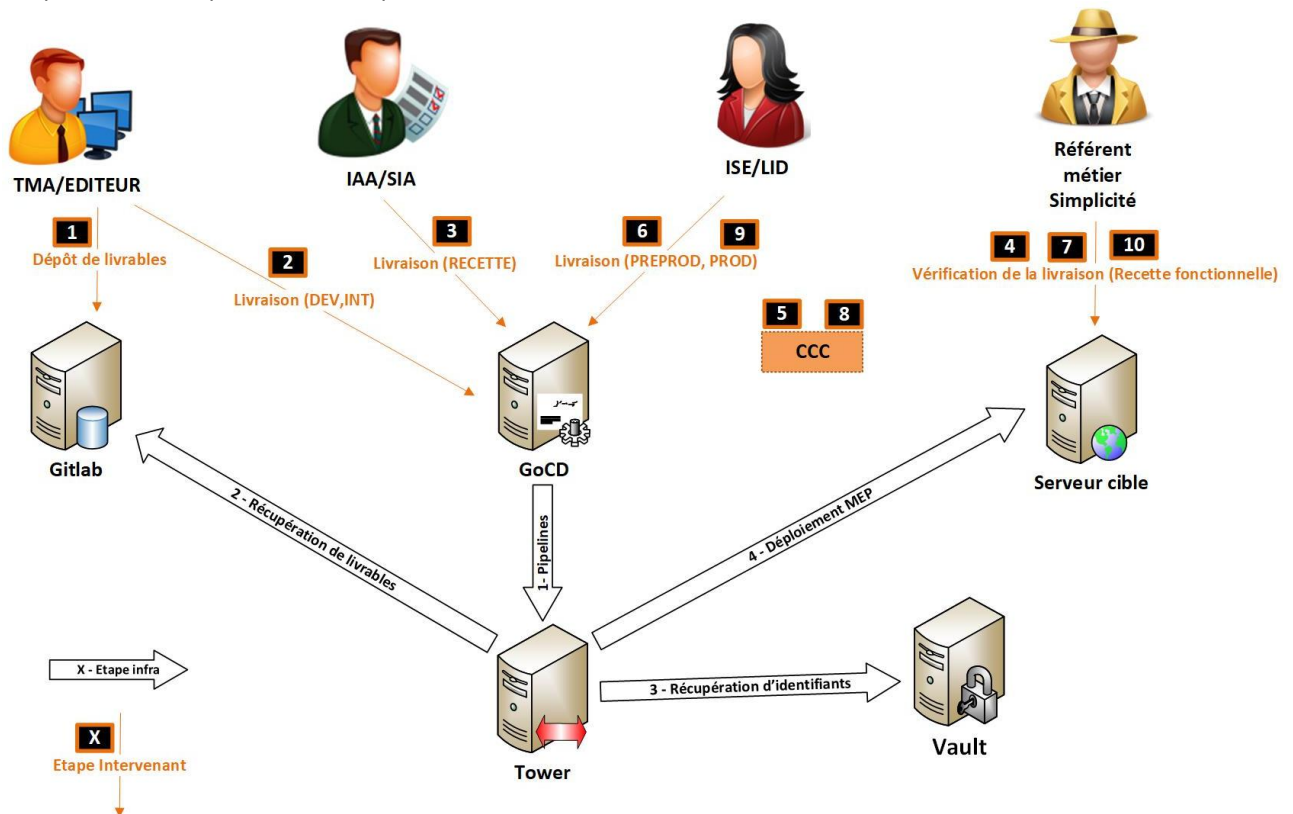 TMA/EDITEUR
IAA/SIA
ISE/LID
Référent
métier
Simplicité
1
Dépôt de livrables
2
Livraison (DEV,INT)
3
Livraison (RECETTE)
6
9
Livraison (PREPROD, PROD)
4
7
10
Vérification de la livraison (Recette fonctionnelle)
5
8
CCC
Gitlab
GoCD
Serveur cible
2 - Récupération de livrables
1- Pipelines
4 - Déploiement MEP
3 - Récupération d'identifiants
X - Etape infra
X
Etape Intervenant
Tower
Vault